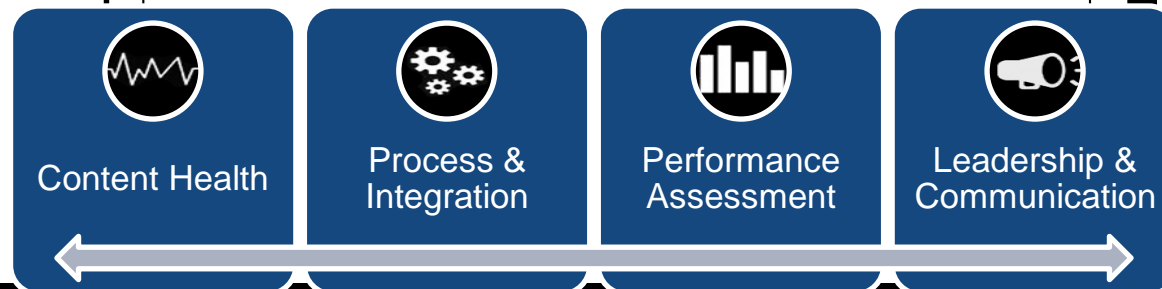 Content Health
Process &
Integration
Performance
Assessment
Leadership &
Communication